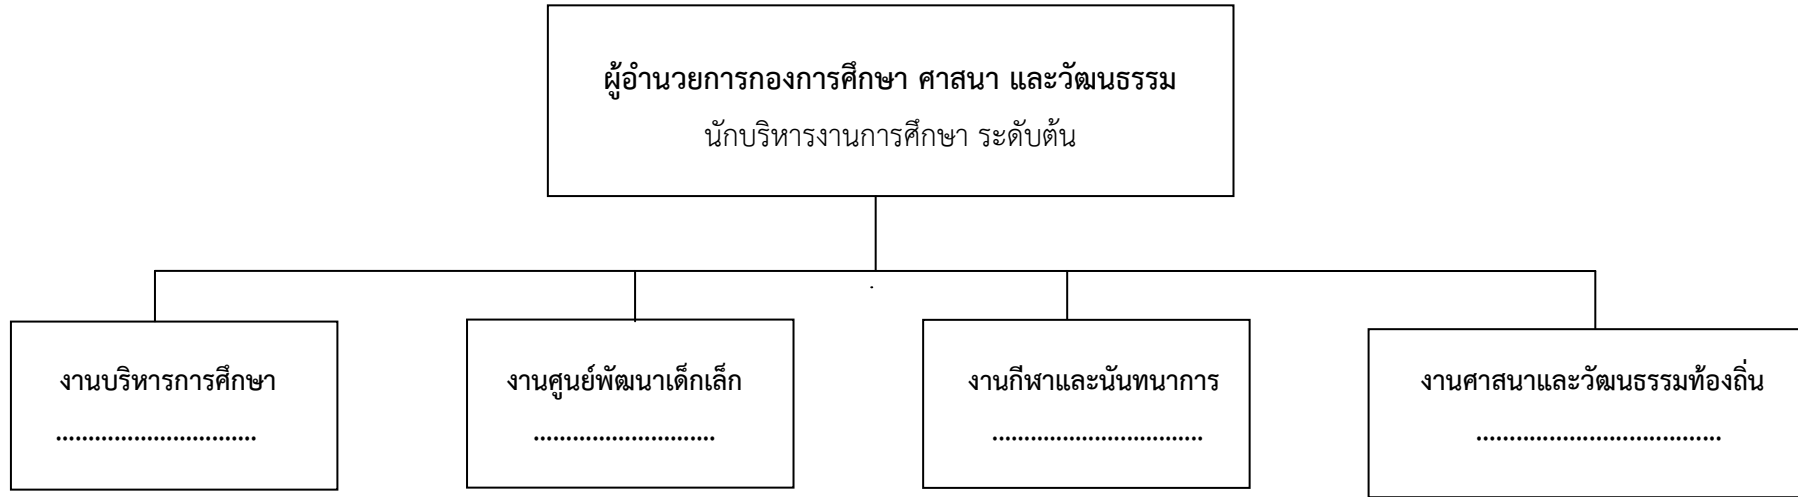 ผู้อำนวยการกองการศึกษา ศาสนา และวัฒนธรรม
นักบริหารงานการศึกษา ระดับต้น
งานบริหารการศึกษา
...............................
งานศูนย์พัฒนาเด็กเล็ก
............................
งานกีฬาและนันทนาการ
.................................
งานศาสนาและวัฒนธรรมท้องถิ่น
......................................